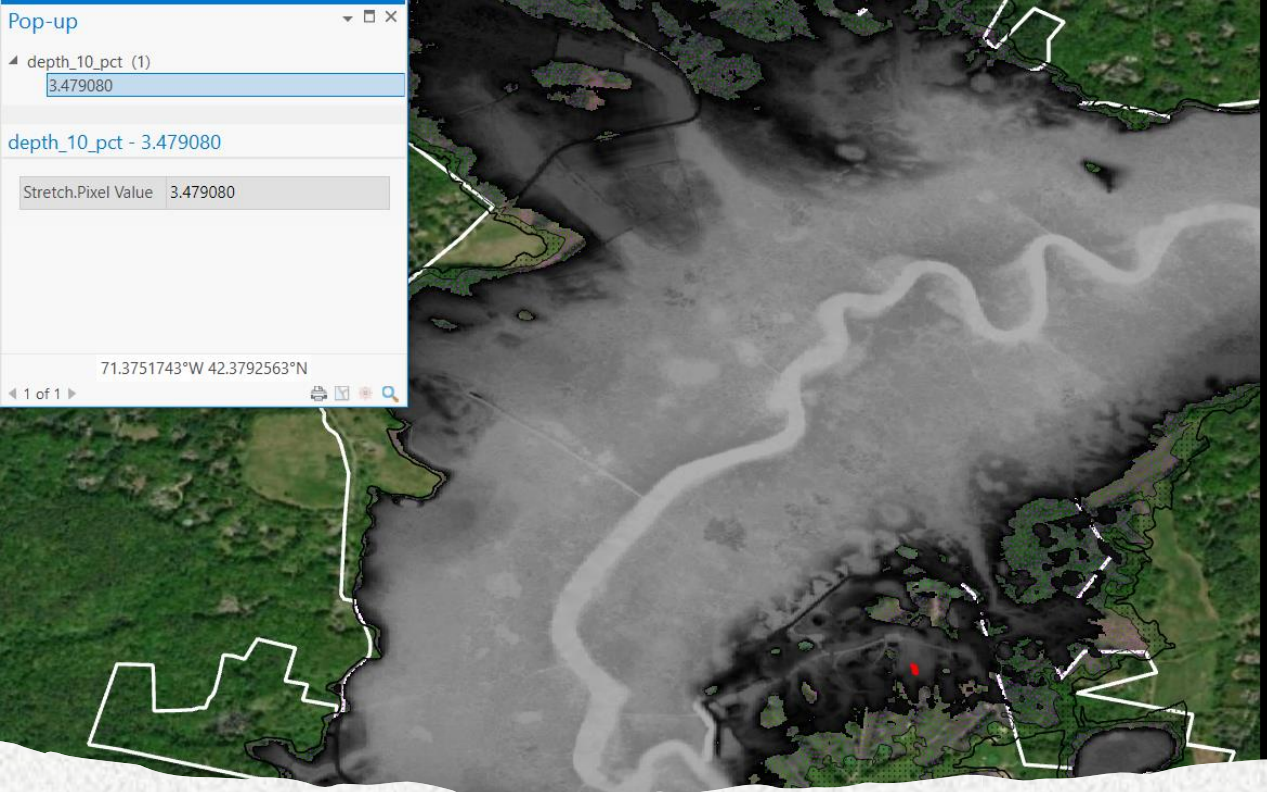 Pop-up
depth_10_pct (1)
3.479080
depth_10_pct - 3.479080
Stretch.Pixel Value 3.479080
71.3751743°W 42.3792563°N
1 of 1